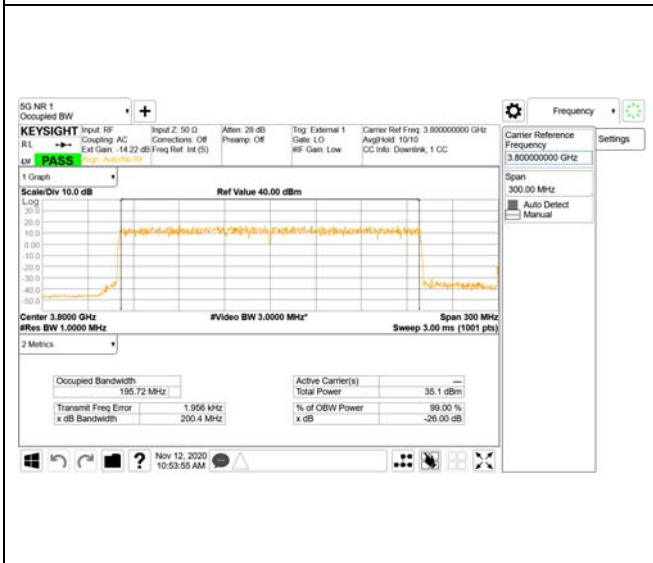 5G NR 1
Occupied BW
Frequency
KEYSIGHT
RL
LXI
PASS
Input: RF
Coupling: AC
Ext Gain: -14.22 dB
Align: Auto/No RF
Input Z: 50 Ω
Corrections: Off
Freq Ref: Int (S)
Atten: 28 dB
Preamp: Off
Trig: External 1
Gate: LO
#IF Gain: Low
Carrier Ref Freq: 3.800000000 GHz
Avg|Hold: 10/10
CC Info: Downlink, 1 CC
Carrier Reference
Frequency
3.800000000 GHz
Settings
Span
300.00 MHz
Auto Detect
Manual
1 Graph
Scale/Div 10.0 dB
Ref Value 40.00 dBm
Log
30.0
20.0
10.0
0.00
-10.0
-20.0
-30.0
-40.0
-50.0
Center 3.8000 GHz
#Video BW 3.0000 MHz*
Span 300 MHz
#Res BW 1.0000 MHz
Sweep 3.00 ms (1001 pts)
2 Metrics
Occupied Bandwidth
195.72 MHz
Active Carrier(s) ---
Total Power 35.1 dBm
Transmit Freq Error 1.956 kHz
% of OBW Power 99.00 %
x dB Bandwidth 200.4 MHz
x dB -26.00 dB
?
Nov 12, 2020
10:53:55 AM